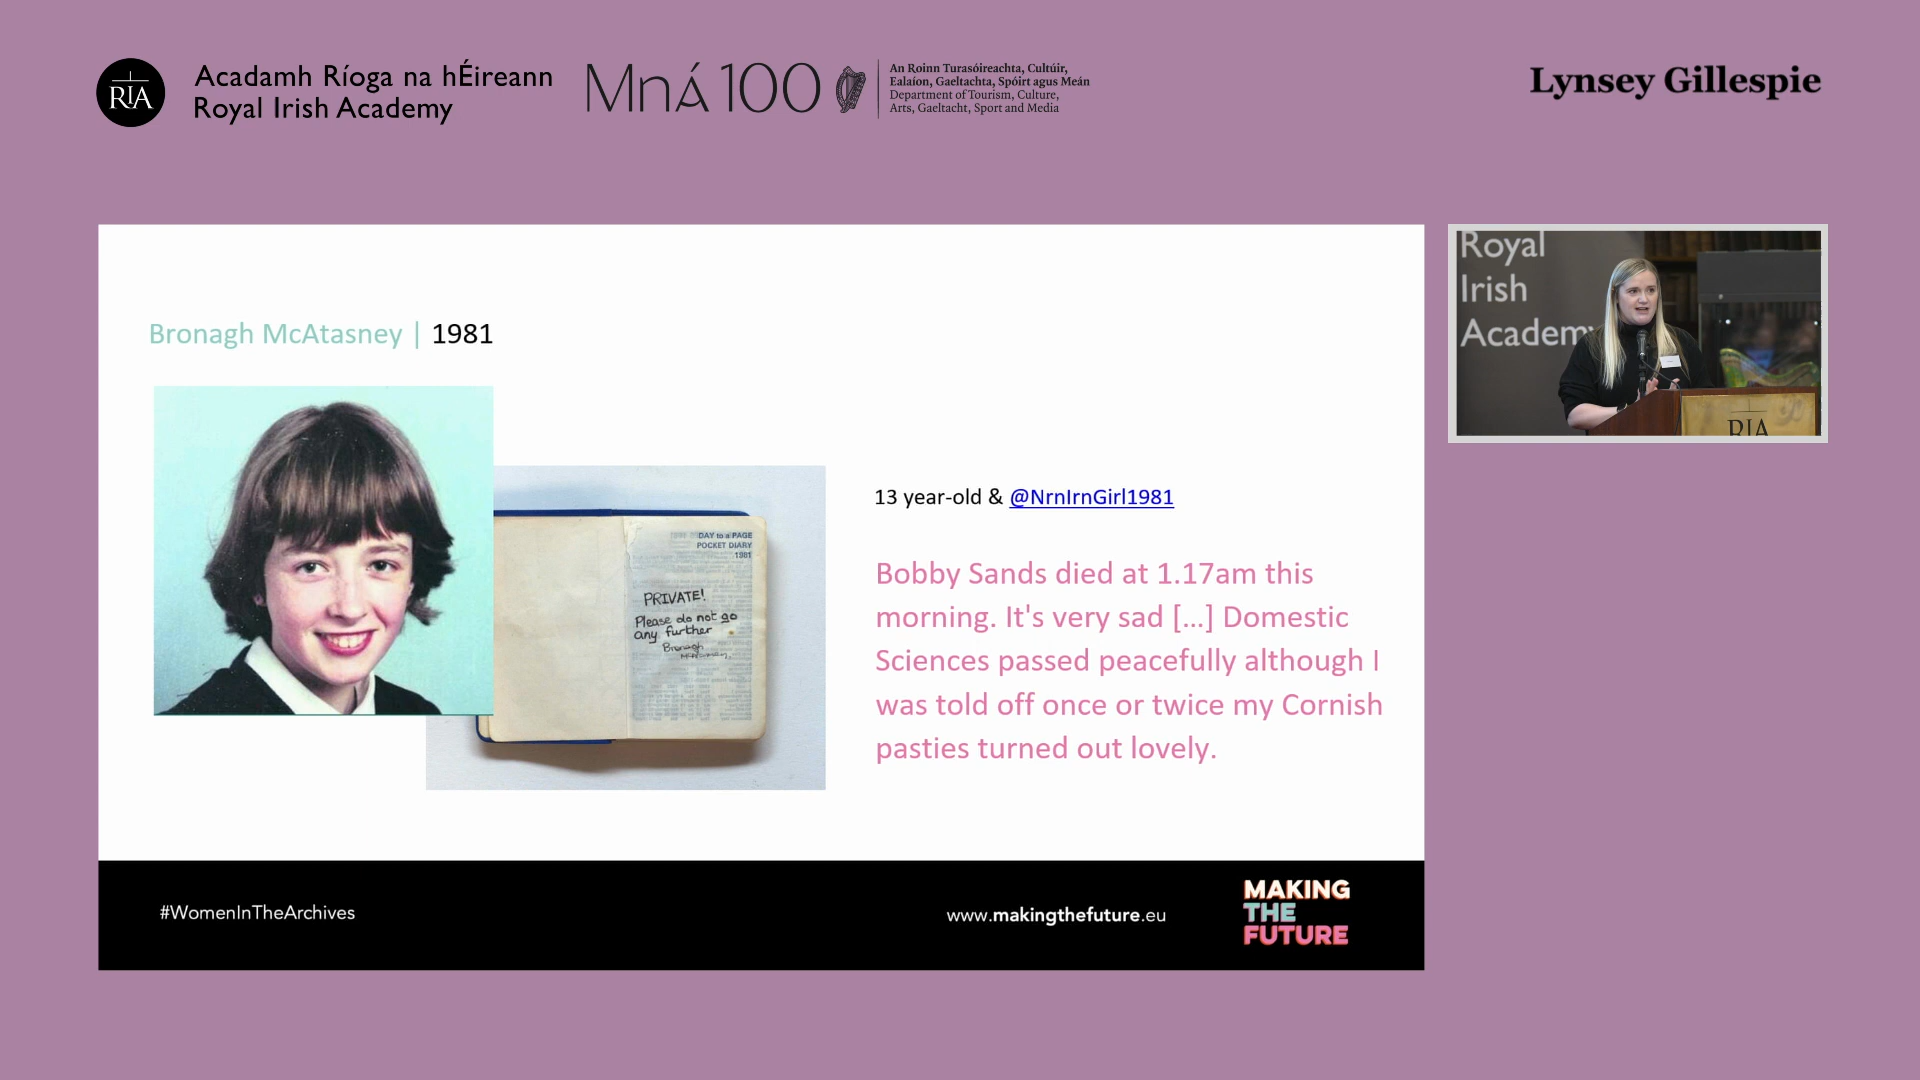 RIA
Acadamh Ríoga na hÉireann
Royal Irish Academy
Mná 100
An Roinn Turasóireachta, Cultúir,
Ealaíon, Gaeltachta, Spóirt agus Meán
Department of Tourism, Culture,
Arts, Gaeltacht, Sport and Media
Lynsey Gillespie
Bronagh McAtasney | 1981
DAY to a PAGE
POCKET DIARY
1981
PRIVATE!
Please do not go
any further
Bronagh
McAtasney
13 year-old & @NrnIrnGirl1981
Bobby Sands died at 1.17am this
morning. It's very sad [...] Domestic
Sciences passed peacefully although I
was told off once or twice my Cornish
pasties turned out lovely.
#WomenInTheArchives
www.makingthefuture.eu
MAKING
THE
FUTURE
Royal
Irish
Academy
RIA